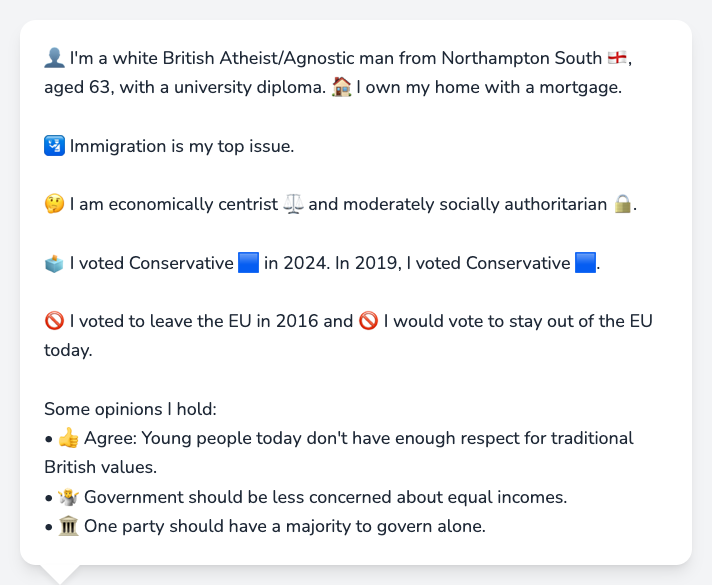 👤 I'm a white British Atheist/Agnostic man from Northampton South 🏴󠁧󠁢󠁥󠁮󠁧󠁿,
aged 63, with a university diploma. 🏠 I own my home with a mortgage.
🛂 Immigration is my top issue.
🤔 I am economically centrist ⚖️ and moderately socially authoritarian 🔒.
🗳️ I voted Conservative 🟦 in 2024. In 2019, I voted Conservative 🟦.
🚫 I voted to leave the EU in 2016 and 🚫 I would vote to stay out of the EU
today.
Some opinions I hold:
• 👍 Agree: Young people today don't have enough respect for traditional
British values.
• 🤷 Government should be less concerned about equal incomes.
• 🏛️ One party should have a majority to govern alone.